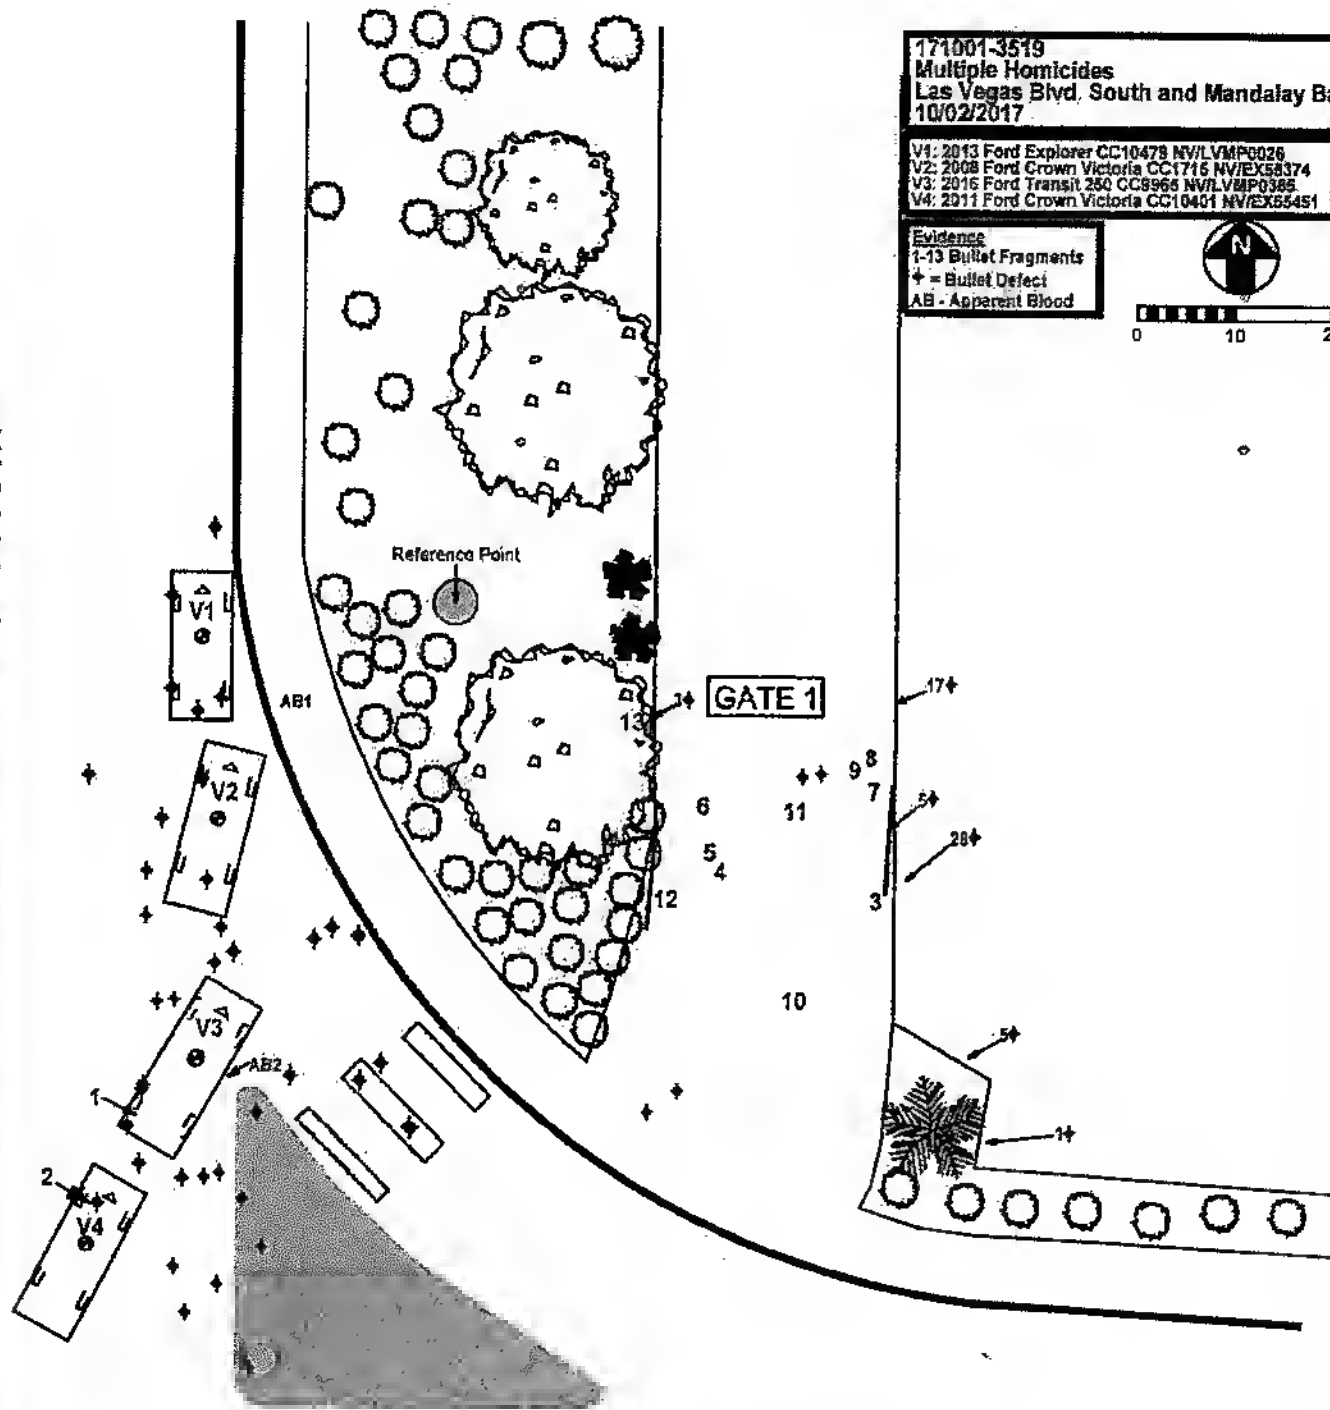 171001-3519
Multiple Homicides
Las Vegas Blvd. South and Mandalay Ba
10/02/2017
V1: 2013 Ford Explorer CC10479 NV/LVMP0026
V2: 2008 Ford Crown Victoria CC1715 NV/EX58374
V3: 2016 Ford Transit 250 CC9965 NV/LVMP0385
V4: 2011 Ford Crown Victoria CC10401 NV/EX55451
Evidence
1-13 Bullet Fragments
+ = Bullet Defect
AB - Apparent Blood
N
0 10 2
Reference Point
V1
AB1
17+
13
GATE 1
8
9
7
V2
6
11
5+
5
4
28+
12
3
10
V3
AB2
5+
1
1+
2
V4